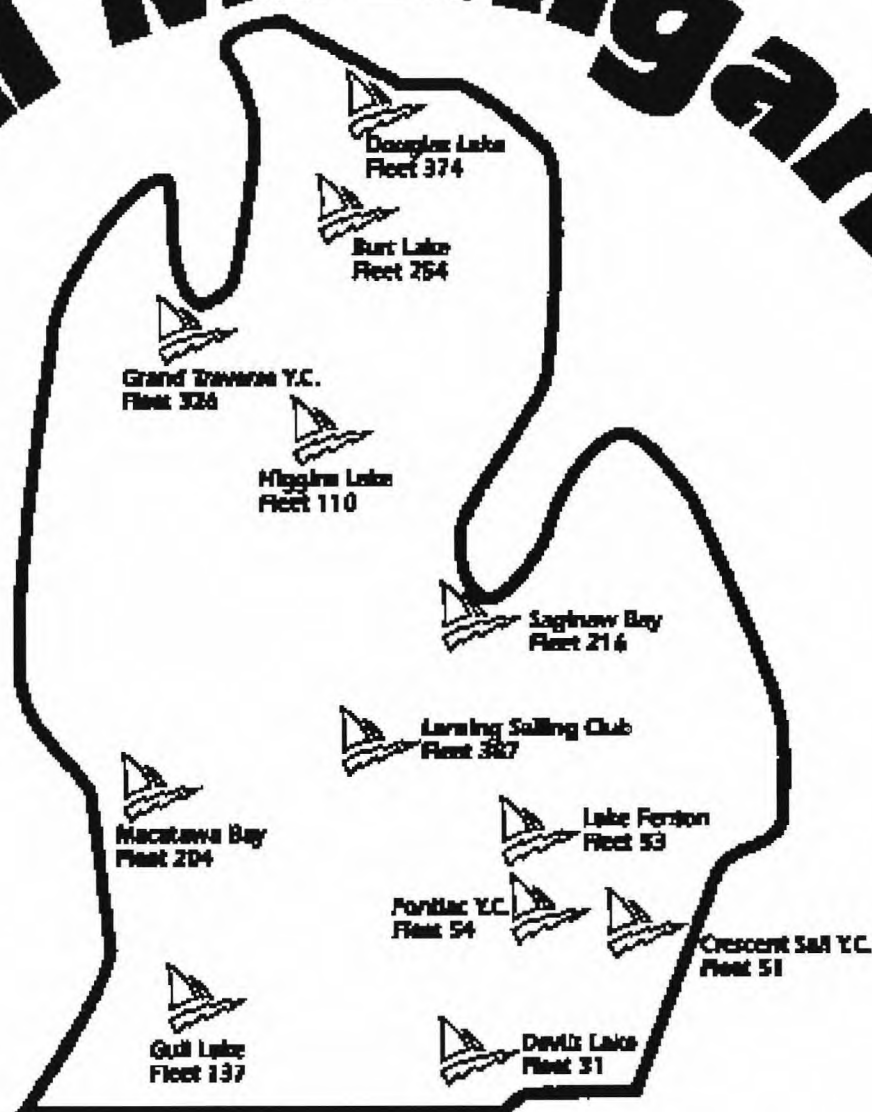 Douglas Lake
Fleet 374
Burt Lake
Fleet 254
Grand Traverse Y.C.
Fleet 326
Higgins Lake
Fleet 110
Saginaw Bay
Fleet 216
Lansing Sailing Club
Fleet 387
Macatawa Bay
Fleet 204
Lake Fenton
Fleet 53
Pontiac Y.C.
Fleet 54
Crescent Sail Y.C.
Fleet 51
Gull Lake
Fleet 137
Devils Lake
Fleet 31